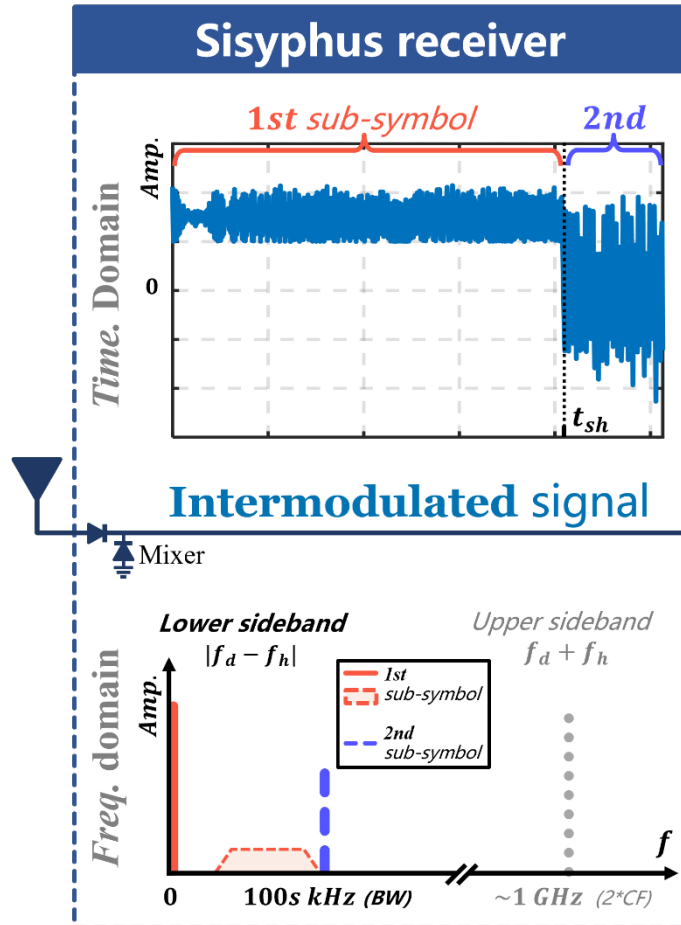 Sisyphus receiver
1st sub-symbol
2nd
Amp.
0
Time. Domain
t_sh
Intermodulated signal
Mixer
Lower sideband
|f_d − f_h|
Upper sideband
f_d + f_h
1st
sub-symbol
2nd
sub-symbol
Amp.
Freq. domain
f
0
100s kHz (BW)
~1 GHz (2*CF)